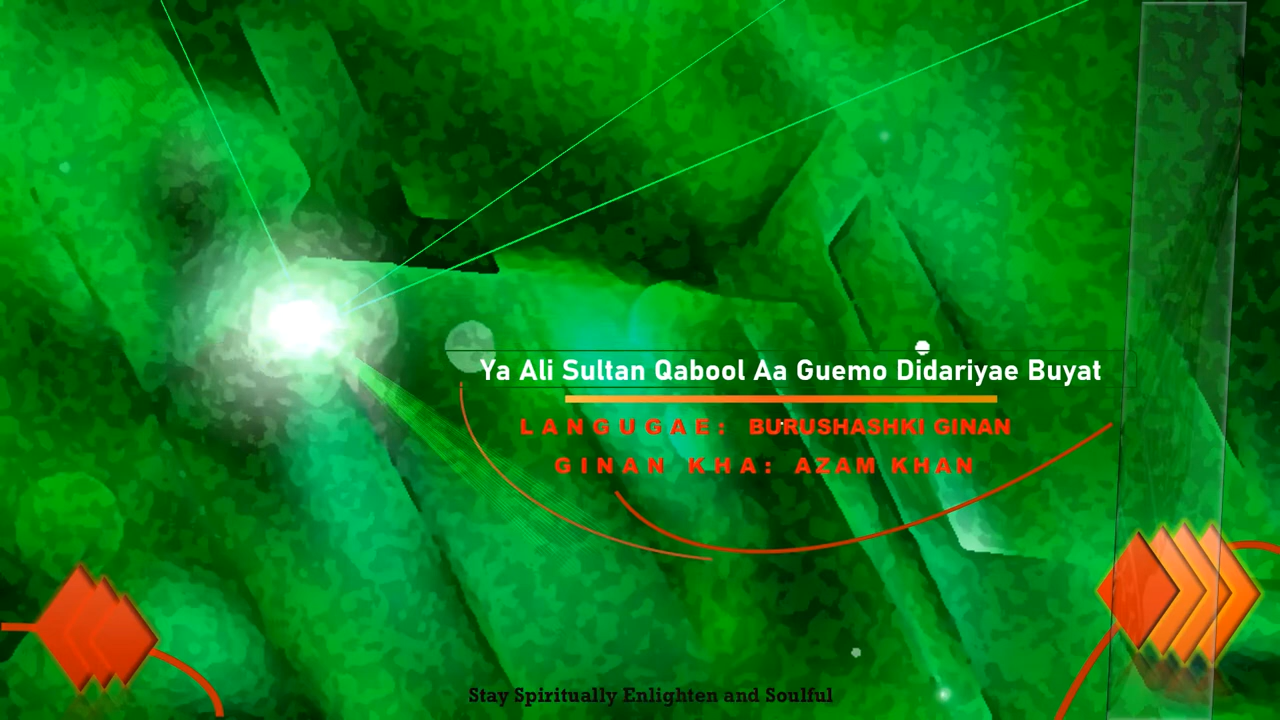 Ya Ali Sultan Qabool Aa Guemo Didariyae Buyat
LANGUGAE: BURUSHASHKI GINAN
GINAN KHA: AZAM KHAN
Stay Spiritually Enlighten and Soulful